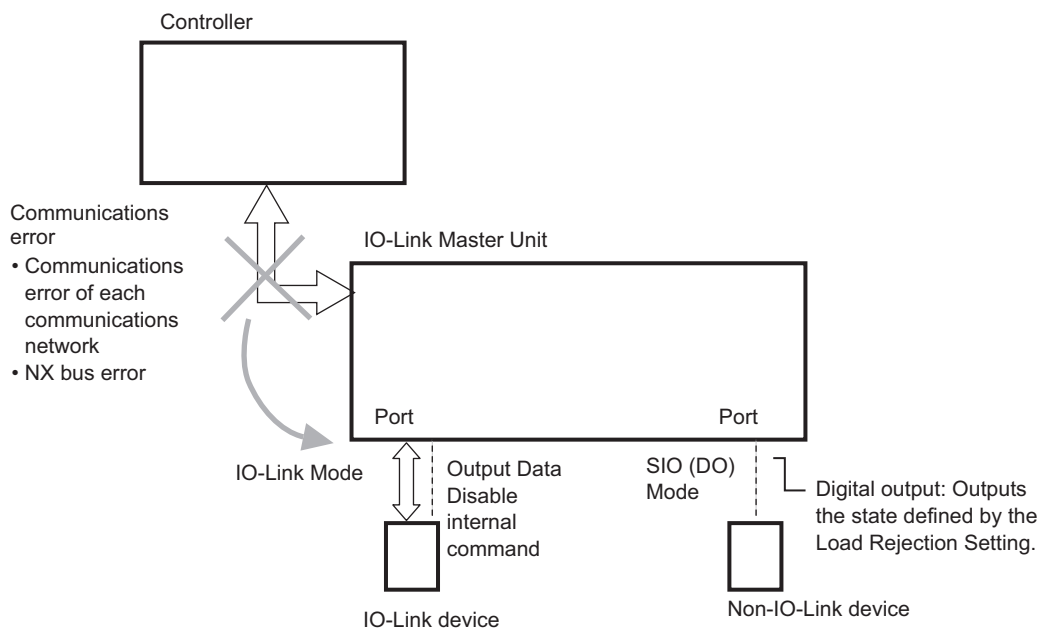 Controller
Communications
error
• Communications
error of each
communications
network
• NX bus error
IO-Link Master Unit
Port
Port
IO-Link Mode
Output Data
Disable
internal
command
SIO (DO)
Mode
Digital output: Outputs
the state defined by the
Load Rejection Setting.
IO-Link device
Non-IO-Link device